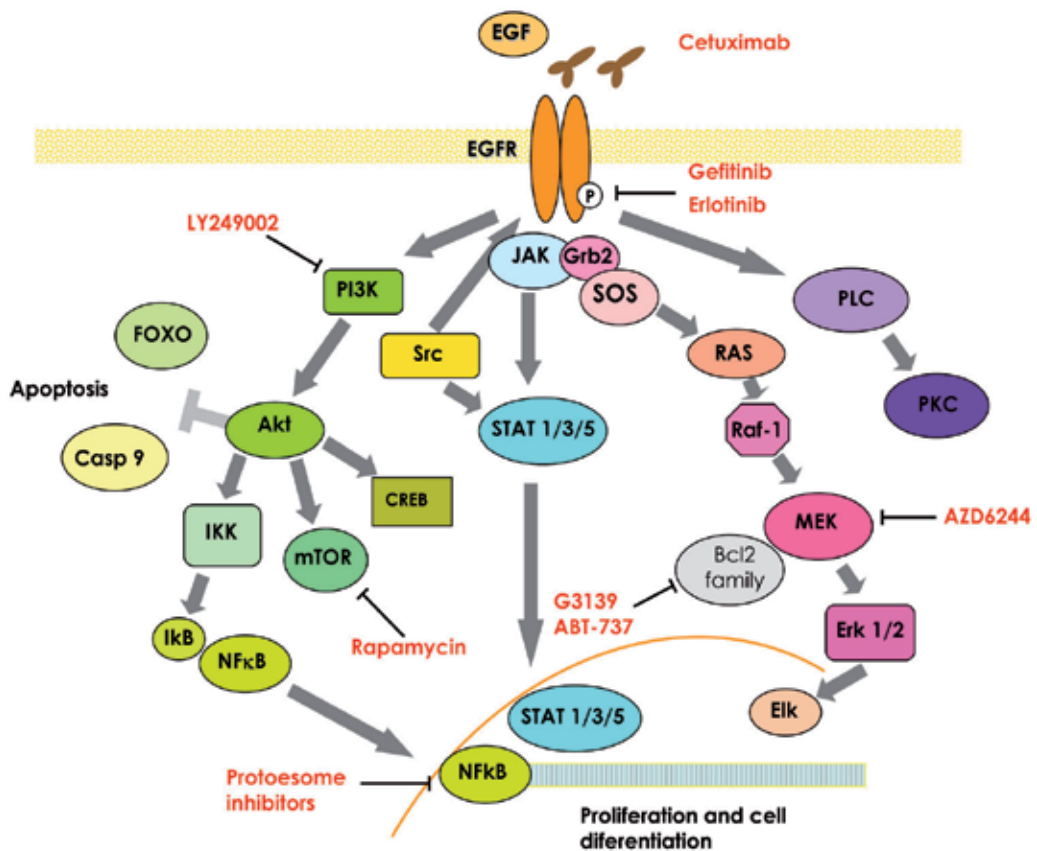 EGF
Cetuximab
EGFR
P
Gefitinib
Erlotinib
LY249002
JAK
Grb2
SOS
PI3K
PLC
FOXO
Src
RAS
Apoptosis
PKC
Akt
STAT 1/3/5
Raf-1
Casp 9
CREB
IKK
MEK
AZD6244
mTOR
Bcl2
family
G3139
ABT-737
Rapamycin
Erk 1/2
IkB
NFκB
Elk
STAT 1/3/5
NFkB
Protoesome
inhibitors
Proliferation and cell
diferentiation